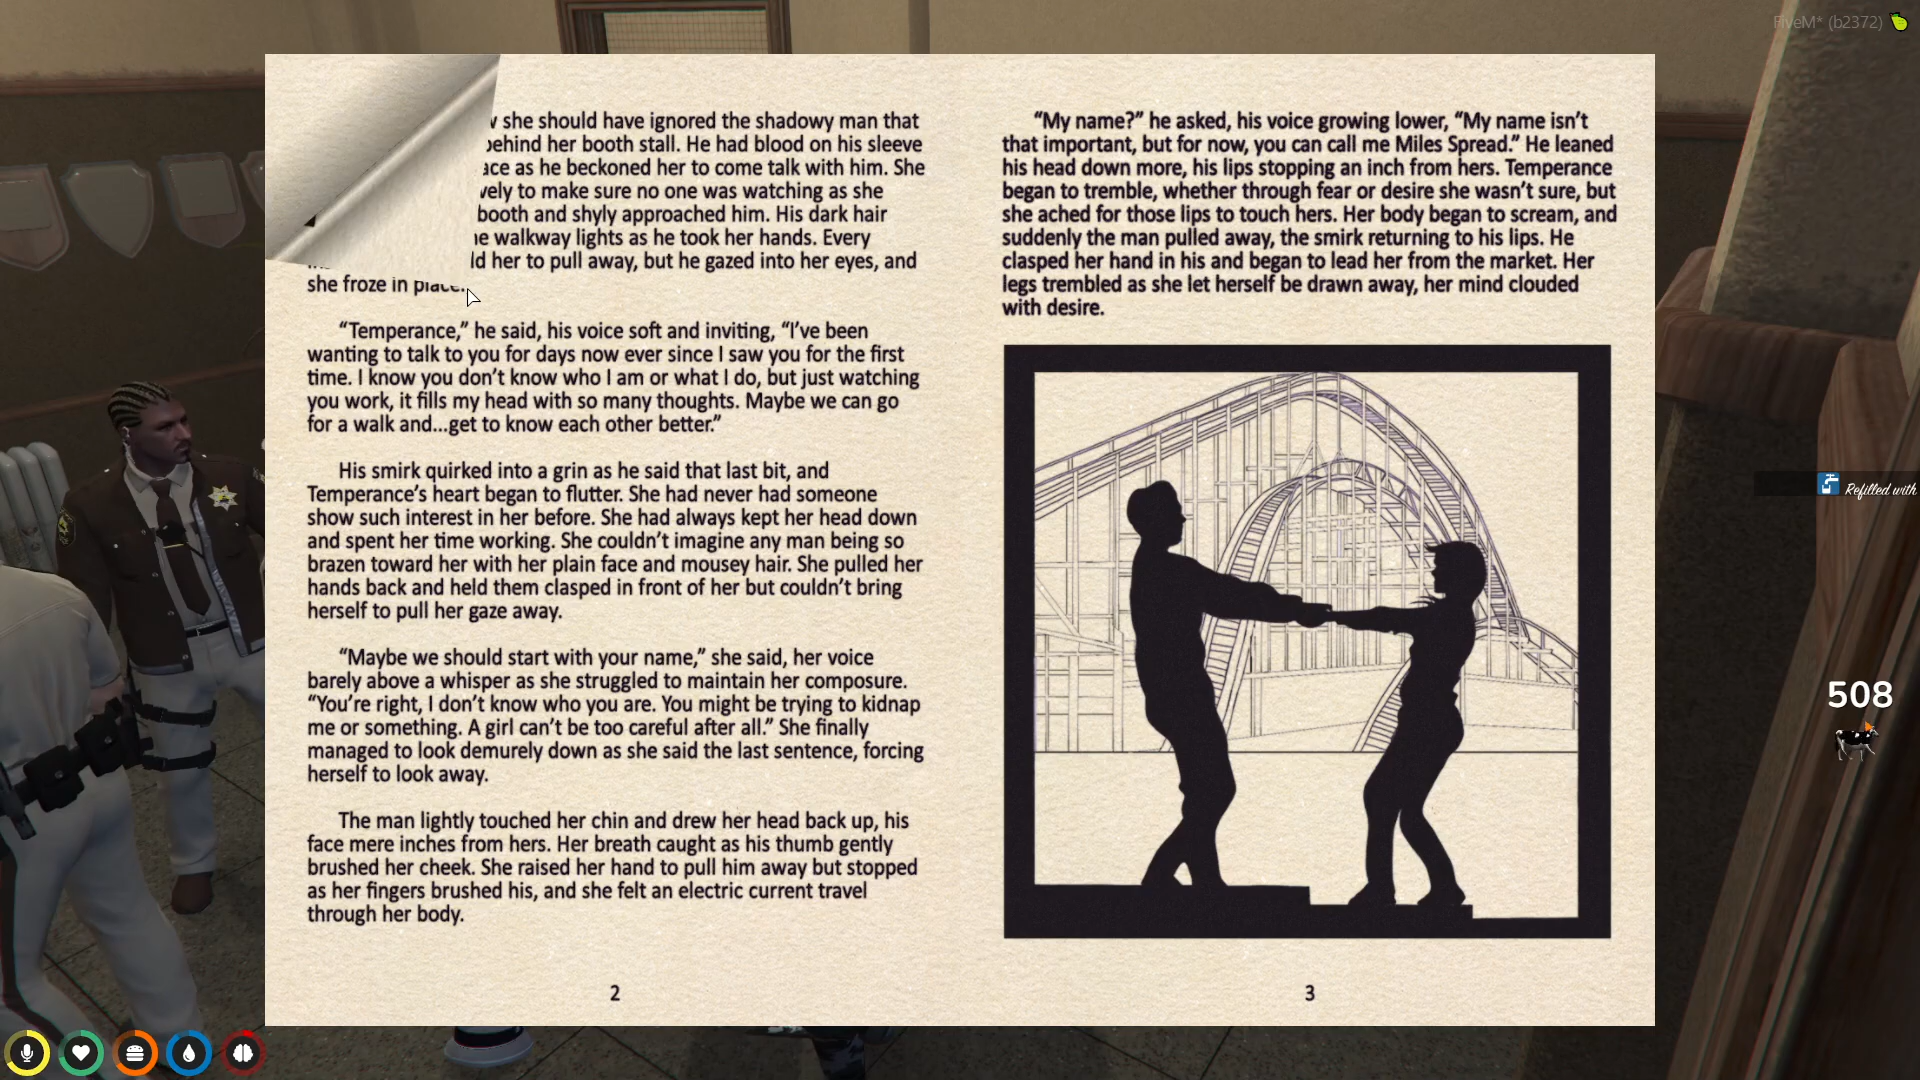 FiveM* (b2372)
she should have ignored the shadowy man that
behind her booth stall. He had blood on his sleeve
as he beckoned her to come talk with him. She
to make sure no one was watching as she
booth and shyly approached him. His dark hair
walkway lights as he took her hands. Every
her to pull away, but he gazed into her eyes, and
she froze in place.
“Temperance,” he said, his voice soft and inviting, “I’ve been
wanting to talk to you for days now ever since I saw you for the first
time. I know you don’t know who I am or what I do, but just watching
you work, it fills my head with so many thoughts. Maybe we can go
for a walk and...get to know each other better.”
His smirk quirked into a grin as he said that last bit, and
Temperance’s heart began to flutter. She had never had someone
show such interest in her before. She had always kept her head down
and spent her time working. She couldn’t imagine any man being so
brazen toward her with her plain face and mousey hair. She pulled her
hands back and held them clasped in front of her but couldn’t bring
herself to pull her gaze away.
“Maybe we should start with your name,” she said, her voice
barely above a whisper as she struggled to maintain her composure.
“You’re right, I don’t know who you are. You might be trying to kidnap
me or something. A girl can’t be too careful after all.” She finally
managed to look demurely down as she said the last sentence, forcing
herself to look away.
The man lightly touched her chin and drew her head back up, his
face mere inches from hers. Her breath caught as his thumb gently
brushed her cheek. She raised her hand to pull him away but stopped
as her fingers brushed his, and she felt an electric current travel
through her body.
2
“My name?” he asked, his voice growing lower, “My name isn’t
that important, but for now, you can call me Miles Spread.” He leaned
his head down more, his lips stopping an inch from hers. Temperance
began to tremble, whether through fear or desire she wasn’t sure, but
she ached for those lips to touch hers. Her body began to scream, and
suddenly the man pulled away, the smirk returning to his lips. He
clasped her hand in his and began to lead her from the market. Her
legs trembled as she let herself be drawn away, her mind clouded
with desire.
3
Refilled with
508